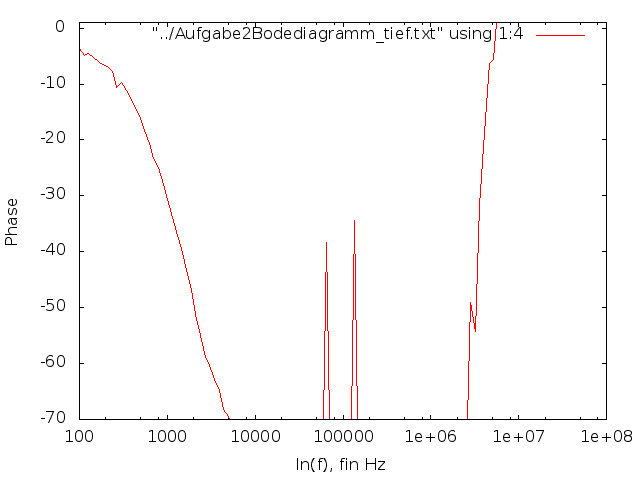 0
"../Aufgabe2Bodediagramm_tief.txt" using 1:4
-10
-20
-30
Phase
-40
-50
-60
-70
100 1000 10000 100000 1e+06 1e+07 1e+08
ln(f), fin Hz